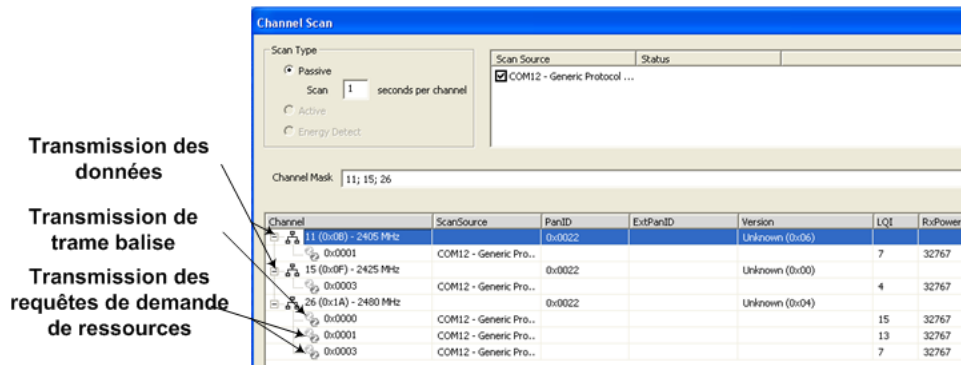 Channel Scan
Scan Type
Passive
Scan 1 seconds per channel
Active
Energy Detect
Scan Source Status
COM12 - Generic Protocol ...
Channel Mask 11; 15; 26
Transmission des
données
Transmission de
trame balise
Transmission des
requêtes de demande
de ressources
Channel ScanSource PanID ExtPanID Version LQI RxPower
11 (0x0B) - 2405 MHz 0x0022 Unknown (0x06)
0x0001 COM12 - Generic Pro... 7 32767
15 (0x0F) - 2425 MHz 0x0022 Unknown (0x00)
0x0003 COM12 - Generic Pro... 4 32767
26 (0x1A) - 2480 MHz 0x0022 Unknown (0x04)
0x0000 COM12 - Generic Pro... 15 32767
0x0001 COM12 - Generic Pro... 13 32767
0x0003 COM12 - Generic Pro... 7 32767